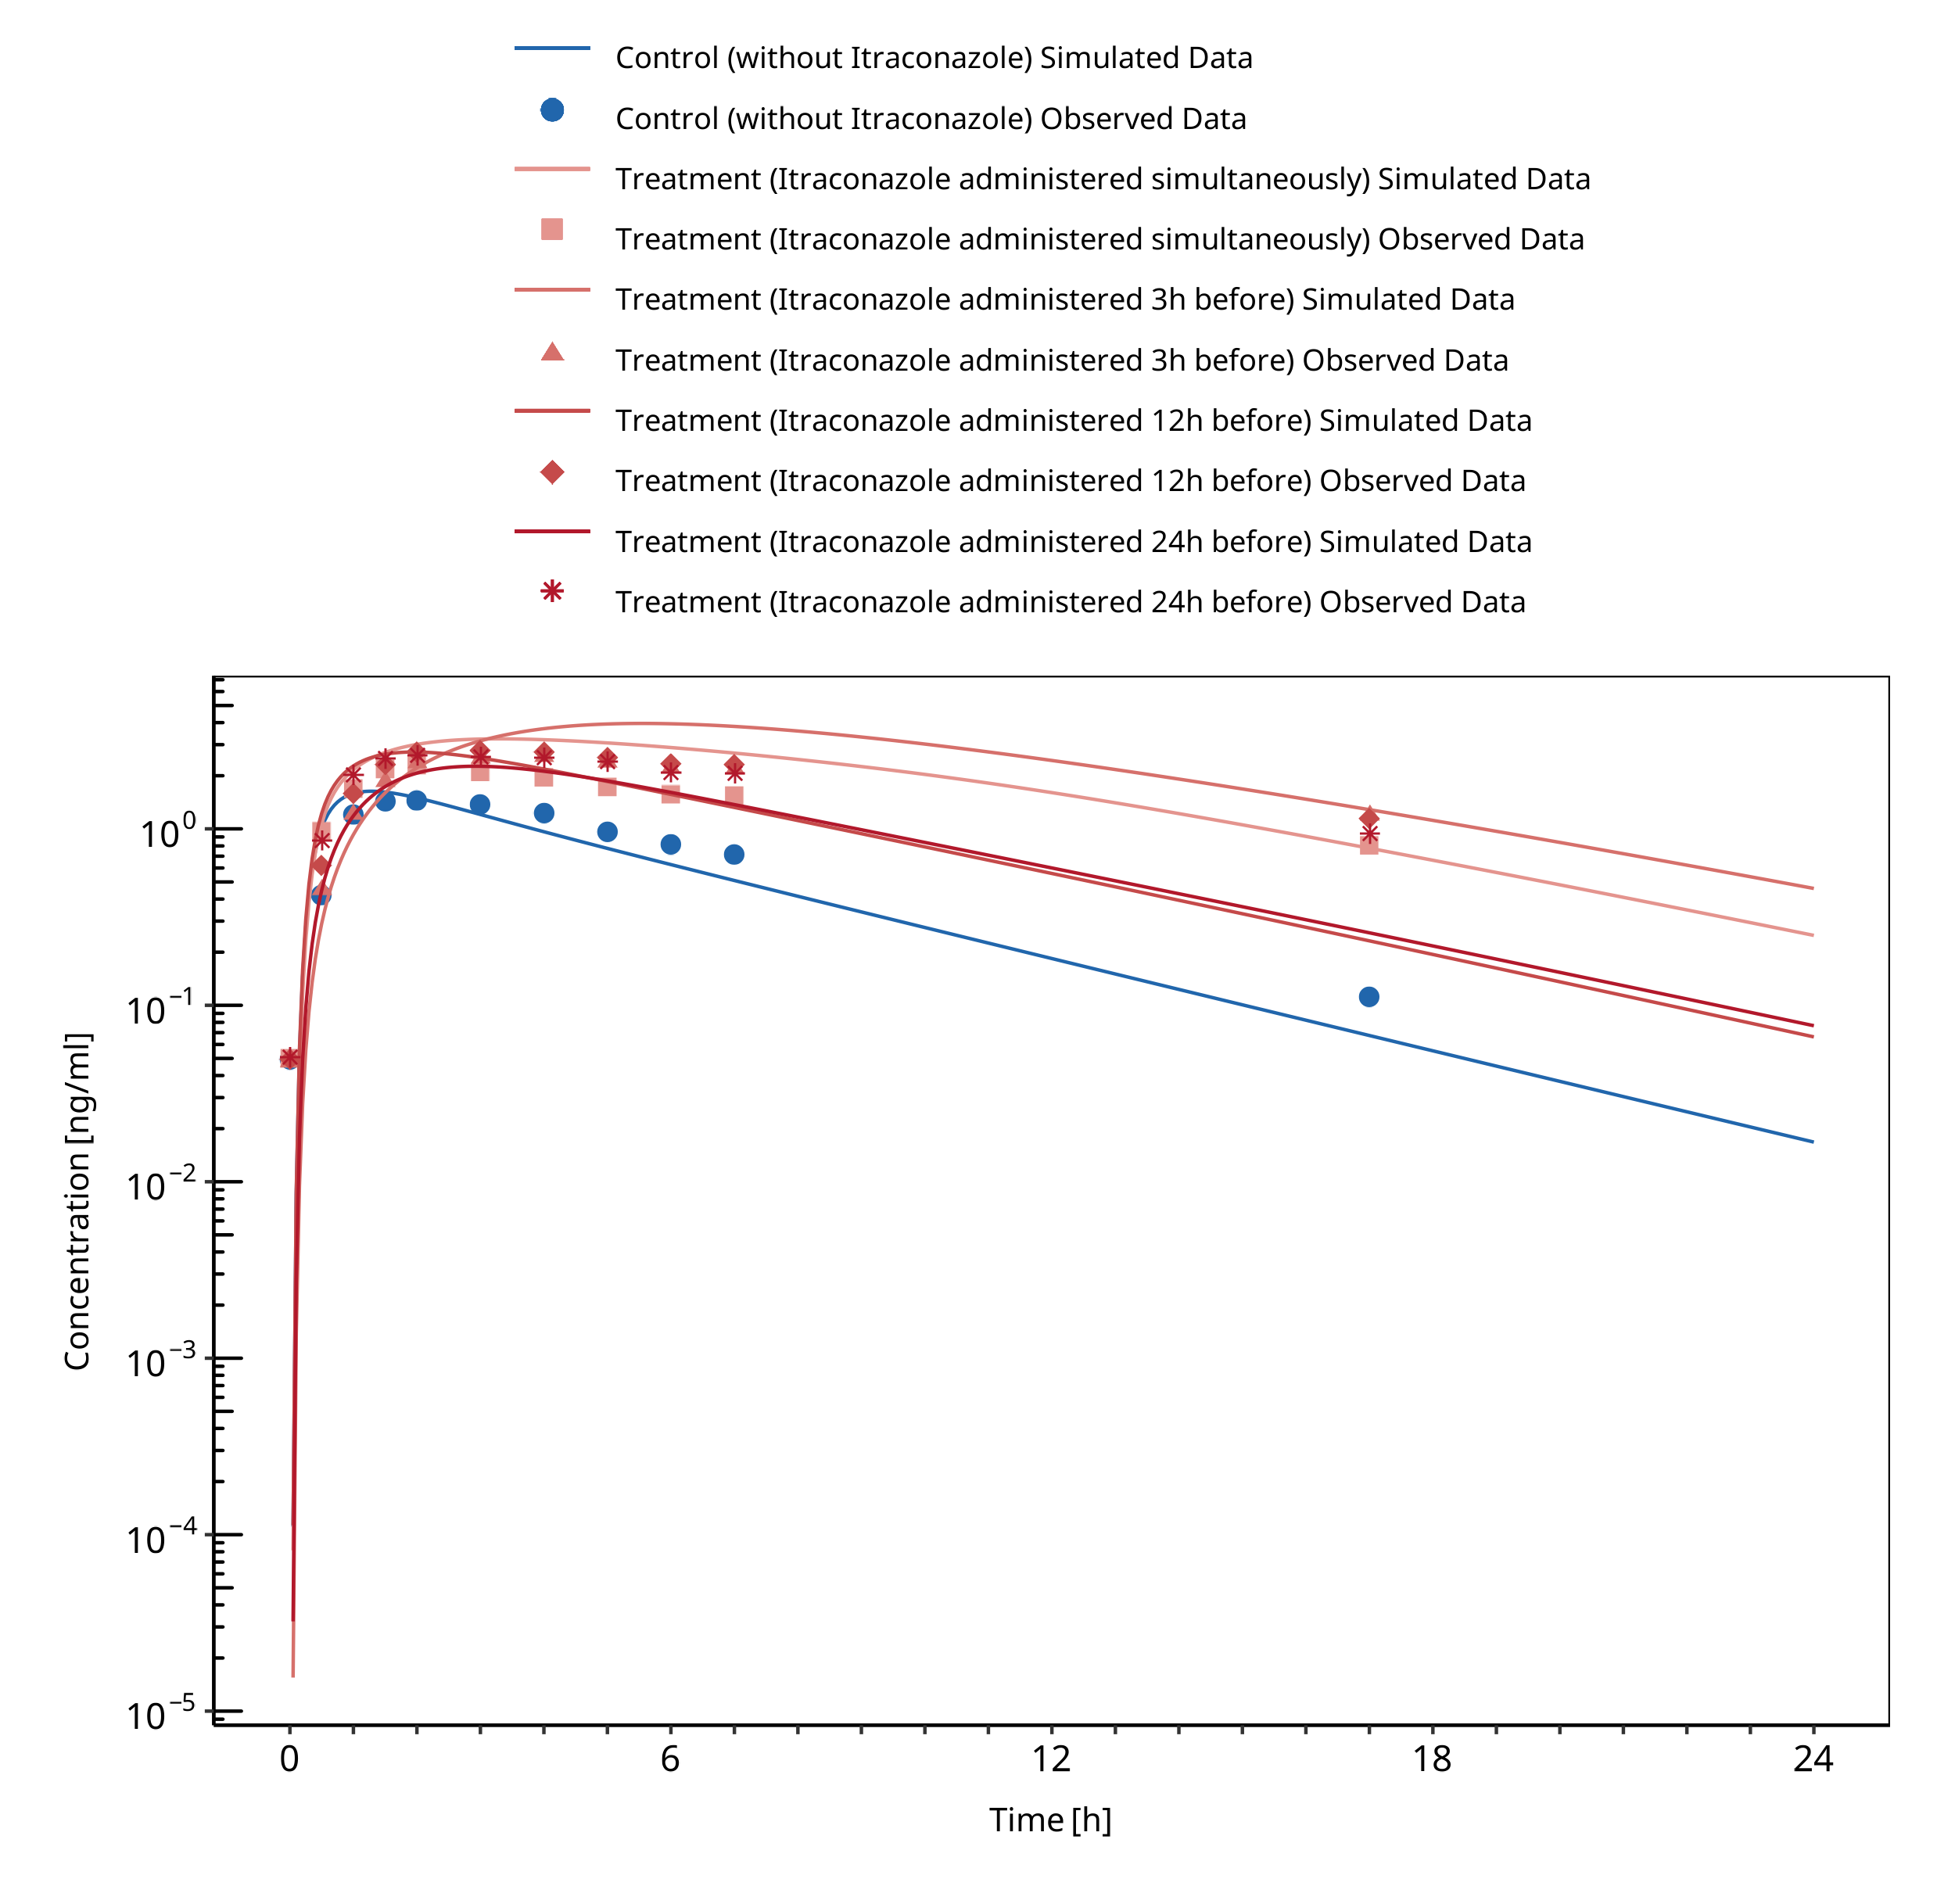 Control (without Itraconazole) Simulated Data
Control (without Itraconazole) Observed Data
Treatment (Itraconazole administered simultaneously) Simulated Data
Treatment (Itraconazole administered simultaneously) Observed Data
Treatment (Itraconazole administered 3h before) Simulated Data
Treatment (Itraconazole administered 3h before) Observed Data
Treatment (Itraconazole administered 12h before) Simulated Data
Treatment (Itraconazole administered 12h before) Observed Data
Treatment (Itraconazole administered 24h before) Simulated Data
Treatment (Itraconazole administered 24h before) Observed Data
Concentration [ng/ml]
10⁰
10⁻¹
10⁻²
10⁻³
10⁻⁴
10⁻⁵
0 6 12 18 24
Time [h]